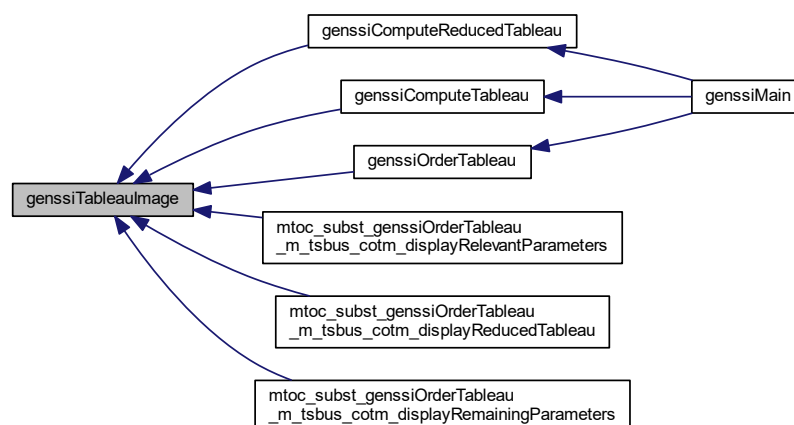 genssiComputeReducedTableau
genssiComputeTableau
genssiMain
genssiOrderTableau
genssiTableauImage
mtoc_subst_genssiOrderTableau
_m_tsbus_cotm_displayRelevantParameters
mtoc_subst_genssiOrderTableau
_m_tsbus_cotm_displayReducedTableau
mtoc_subst_genssiOrderTableau
_m_tsbus_cotm_displayRemainingParameters